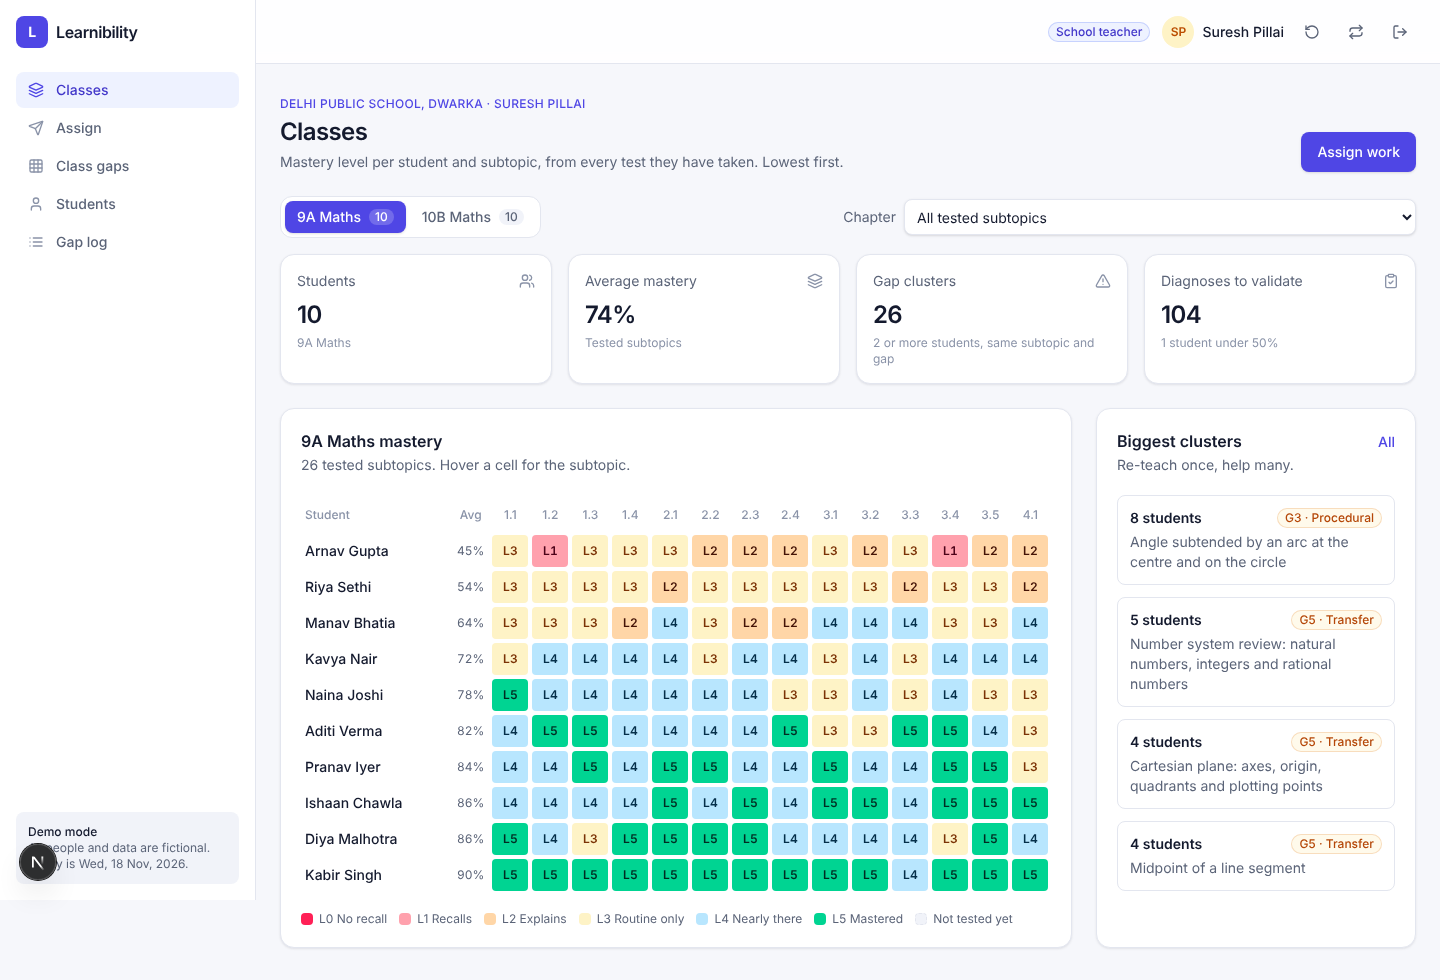 L Learnibility
School teacher SP Suresh Pillai
Classes
Assign
Class gaps
Students
Gap log
DELHI PUBLIC SCHOOL, DWARKA · SURESH PILLAI
Classes
Mastery level per student and subtopic, from every test they have taken. Lowest first.
Assign work
9A Maths 10 10B Maths 10
Chapter All tested subtopics
Students
10
9A Maths
Average mastery
74%
Tested subtopics
Gap clusters
26
2 or more students, same subtopic and
gap
Diagnoses to validate
104
1 student under 50%
9A Maths mastery
26 tested subtopics. Hover a cell for the subtopic.
Student Avg 1.1 1.2 1.3 1.4 2.1 2.2 2.3 2.4 3.1 3.2 3.3 3.4 3.5 4.1
Arnav Gupta 45% L3 L1 L3 L3 L3 L2 L2 L2 L3 L2 L3 L1 L2 L2
Riya Sethi 54% L3 L3 L3 L3 L2 L3 L3 L3 L3 L3 L2 L3 L3 L2
Manav Bhatia 64% L3 L3 L3 L2 L4 L3 L2 L2 L4 L4 L4 L3 L3 L4
Kavya Nair 72% L3 L4 L4 L4 L4 L3 L4 L4 L3 L4 L3 L4 L4 L4
Naina Joshi 78% L5 L4 L4 L4 L4 L4 L4 L3 L3 L4 L3 L4 L3 L3
Aditi Verma 82% L4 L5 L5 L4 L4 L4 L4 L5 L3 L3 L5 L5 L4 L3
Pranav Iyer 84% L4 L4 L5 L4 L5 L5 L4 L4 L5 L4 L4 L5 L5 L3
Ishaan Chawla 86% L4 L4 L4 L4 L5 L4 L5 L4 L5 L5 L4 L5 L5 L5
Diya Malhotra 86% L5 L4 L3 L5 L5 L5 L5 L4 L4 L4 L4 L3 L5 L4
Kabir Singh 90% L5 L5 L5 L5 L5 L5 L5 L5 L5 L5 L4 L5 L5 L5
L0 No recall L1 Recalls L2 Explains L3 Routine only L4 Nearly there L5 Mastered Not tested yet
Biggest clusters All
Re-teach once, help many.
8 students G3 · Procedural
Angle subtended by an arc at the
centre and on the circle
5 students G5 · Transfer
Number system review: natural
numbers, integers and rational
numbers
4 students G5 · Transfer
Cartesian plane: axes, origin,
quadrants and plotting points
4 students G5 · Transfer
Midpoint of a line segment
Demo mode
people and data are fictional.
N is Wed, 18 Nov, 2026.